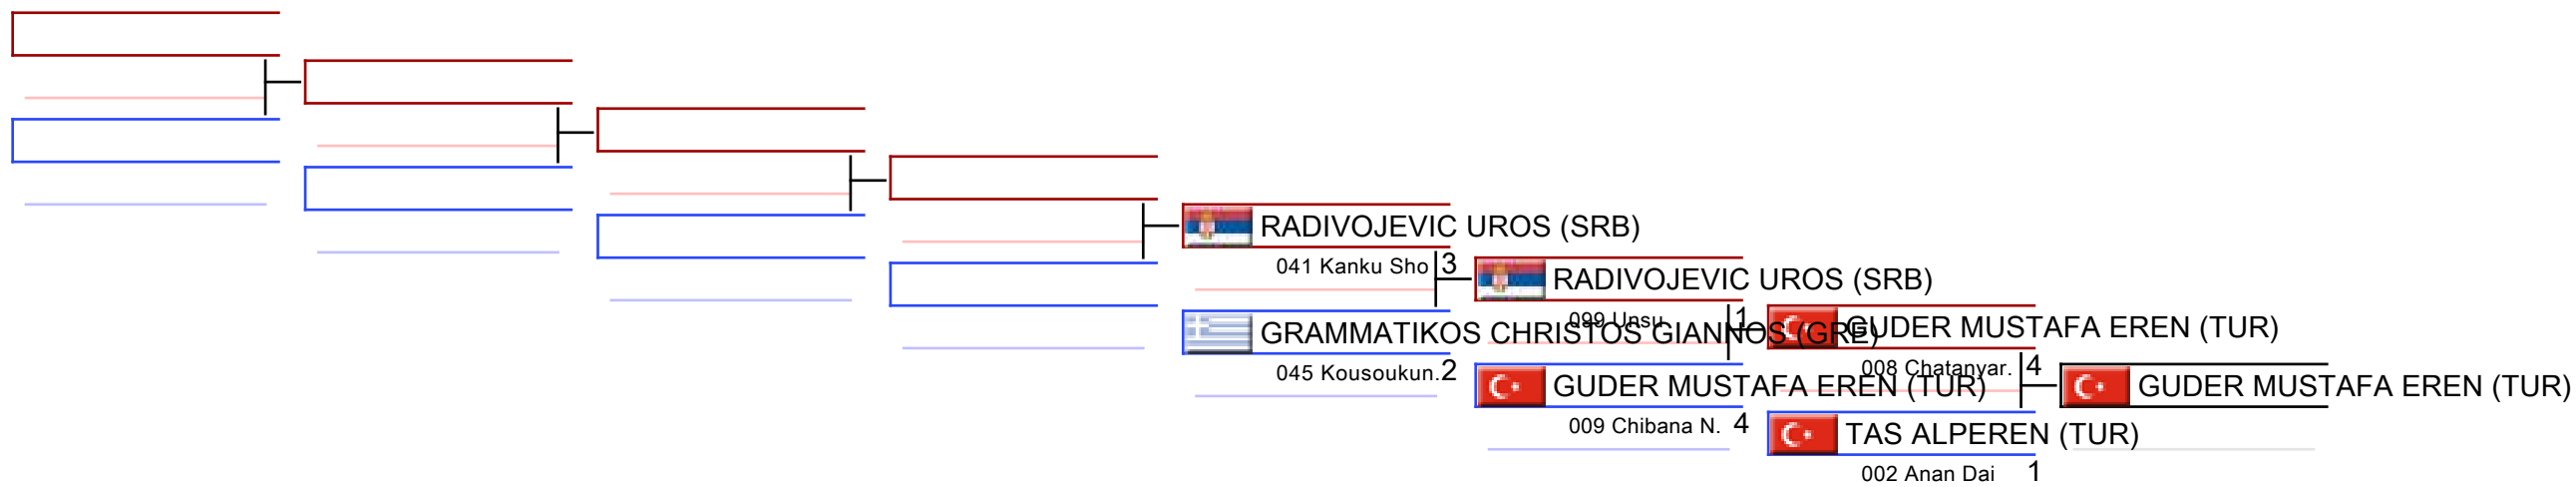 RADIVOJEVIC UROS (SRB)
041 Kanku Sho 3
GRAMMATIKOS CHRISTOS GIANNOS (GRE)
045 Kousoukun. 2
RADIVOJEVIC UROS (SRB)
099 Unsu 1
GUDER MUSTAFA EREN (TUR)
009 Chibana N. 4
GUDER MUSTAFA EREN (TUR)
008 Chatanyar. 4
TAS ALPEREN (TUR)
002 Anan Dai 1
GUDER MUSTAFA EREN (TUR)